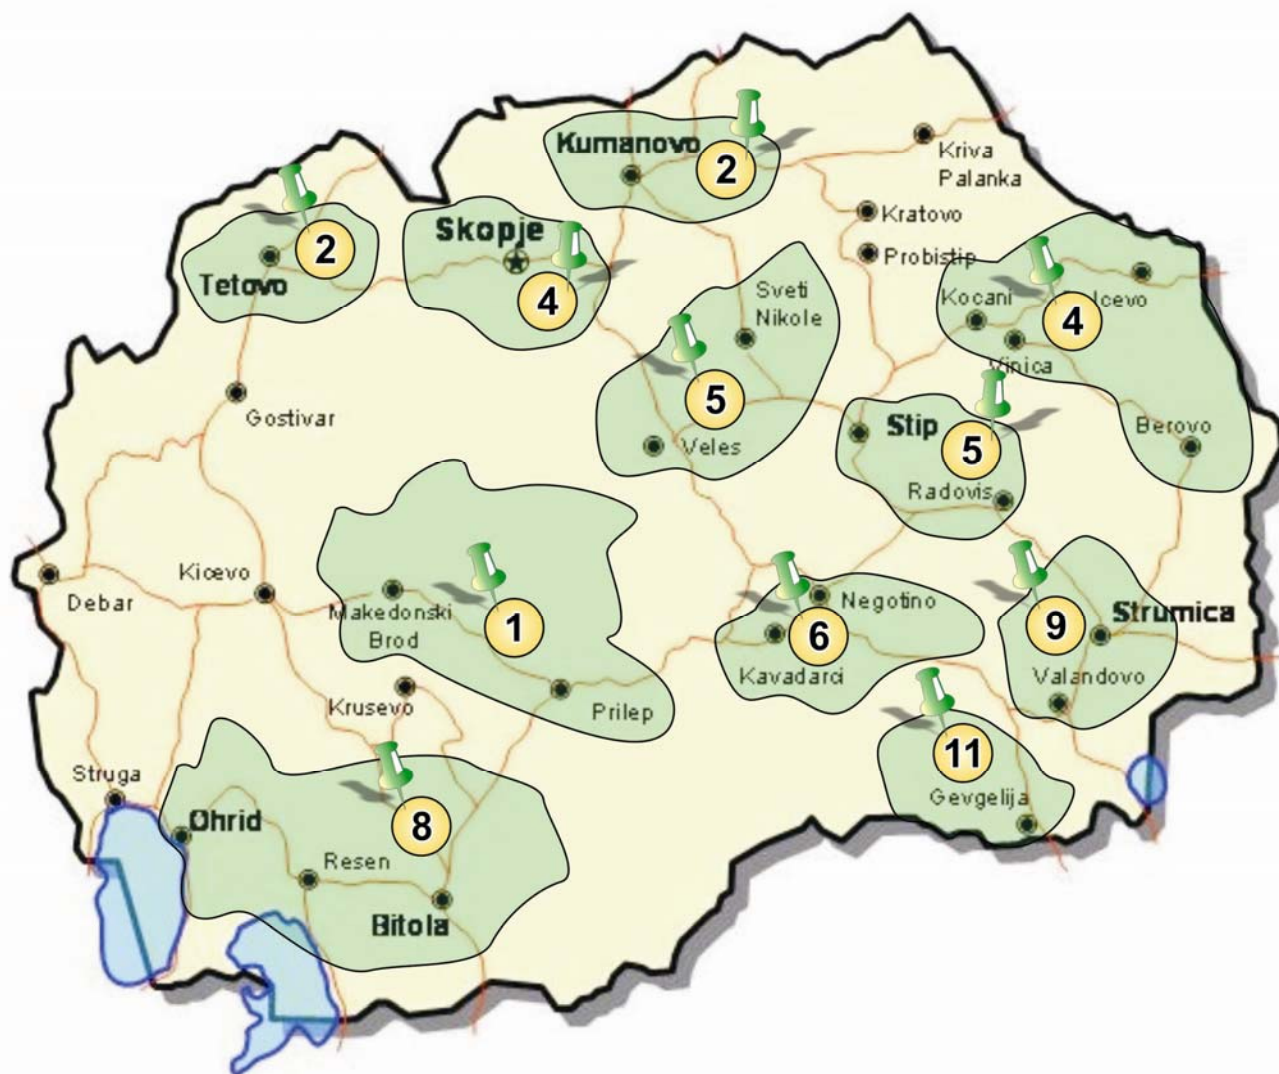 Kumanovo
2
Kriva
Palanka
Kratovo
Probistip
Skopje
4
2
Tetovo
Sveti
Nikole
5
Veles
Kocani
4
Vinica
Berovo
Stip
5
Radovis
Gostivar
Debar
Kicevo
Makedonski
Brod
1
Prilep
Krusevo
Negotino
6
Kavadarci
9
Strumica
Valandovo
11
Gevgelija
Struga
Ohrid
Resen
8
Bitola